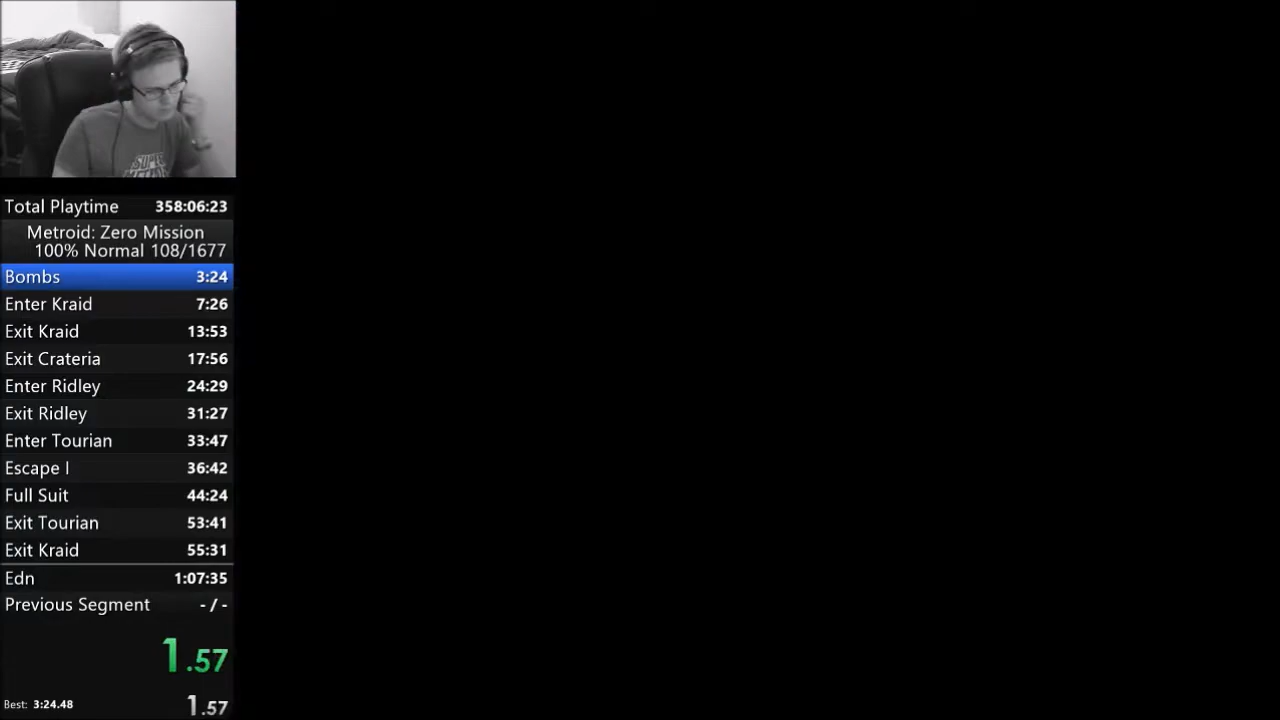 SUPER
Total Playtime 358:06:23
Metroid: Zero Mission
100% Normal 108/1677
Bombs 3:24
Enter Kraid 7:26
Exit Kraid 13:53
Exit Crateria 17:56
Enter Ridley 24:29
Exit Ridley 31:27
Enter Tourian 33:47
Escape I 36:42
Full Suit 44:24
Exit Tourian 53:41
Exit Kraid 55:31
Edn 1:07:35
Previous Segment - / -
1.57
Best: 3:24.48 1.57